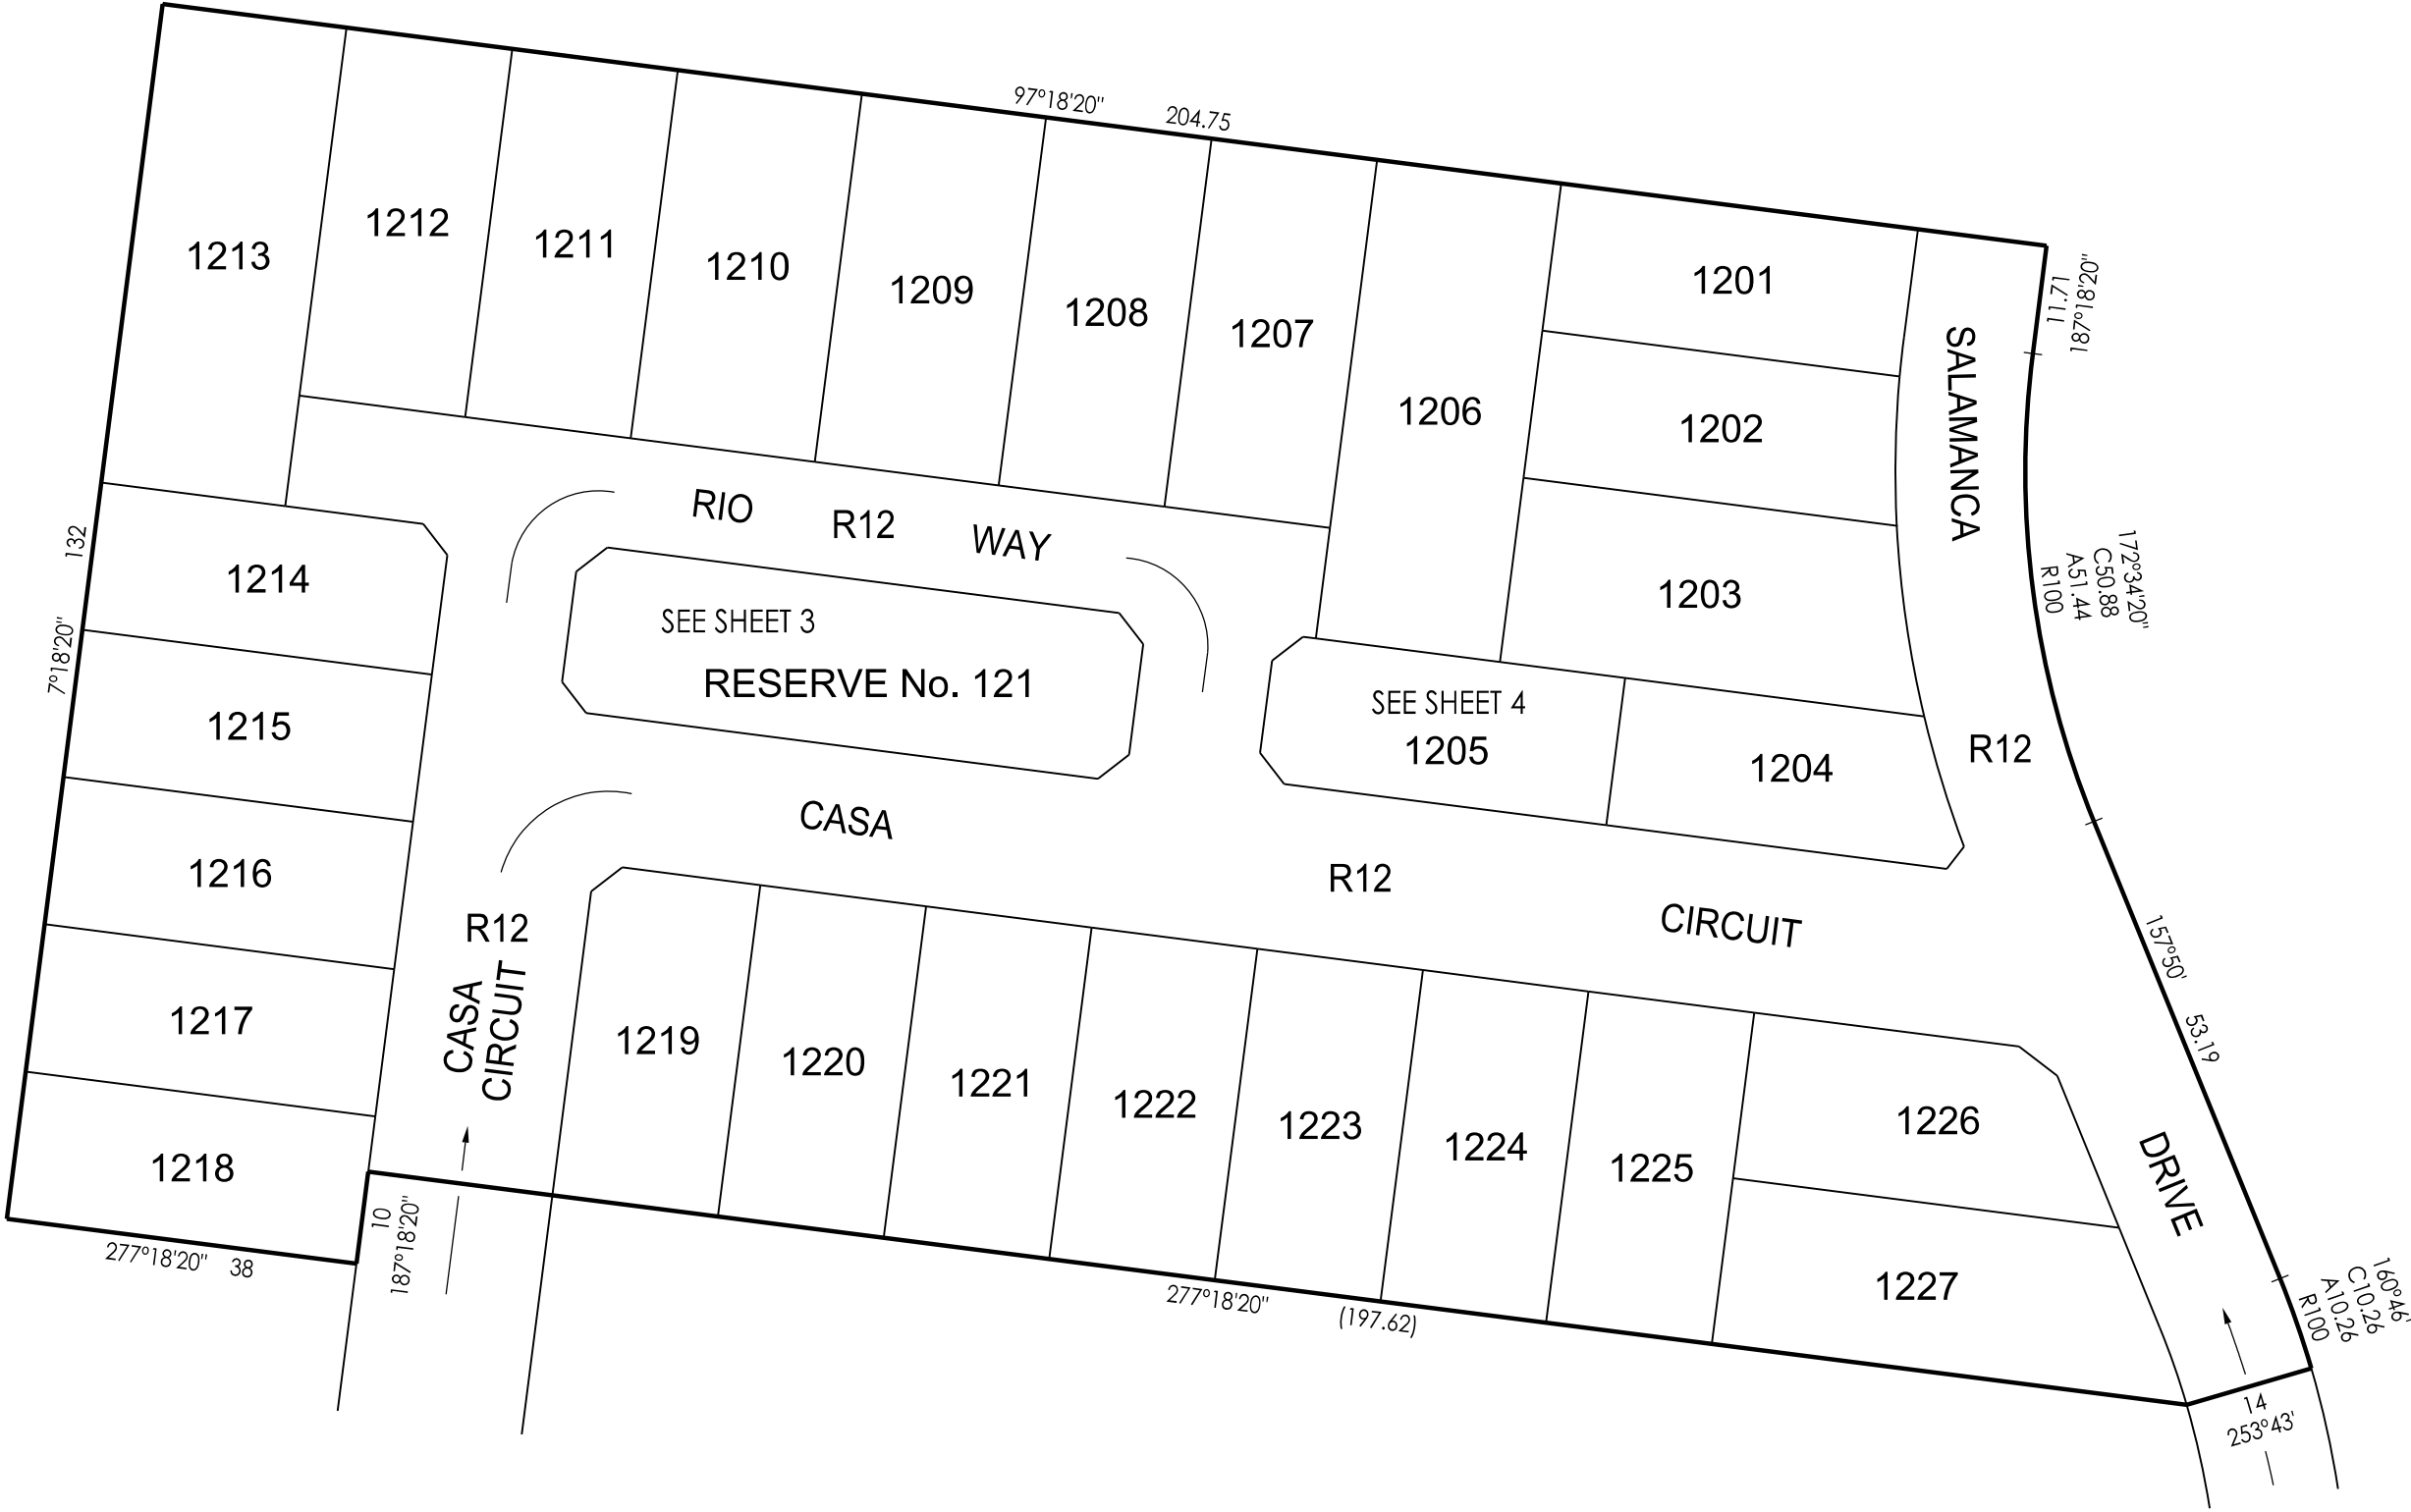 97°18'20" 204.75
1213
1212
1211
1210
1209
1208
1207
1206
1201
1202
1203
11.71
187°18'20"
SALAMANCA
172°34'20"
C50.88
A51.44
R100
132
7°18'20"
RIO R12 WAY
1214
1215
1216
1217
1218
SEE SHEET 3
RESERVE No. 121
SEE SHEET 4
1205
1204
R12
CASA
R12
CIRCUIT
R12
CASA
CIRCUIT
157°50' 53.19
1219
1220
1221
1222
1223
1224
1225
1226
1227
DRIVE
10
187°18'20"
277°18'20" 38
277°18'20" (197.62)
160°46'
C10.26
A10.26
R100
14
253°43'